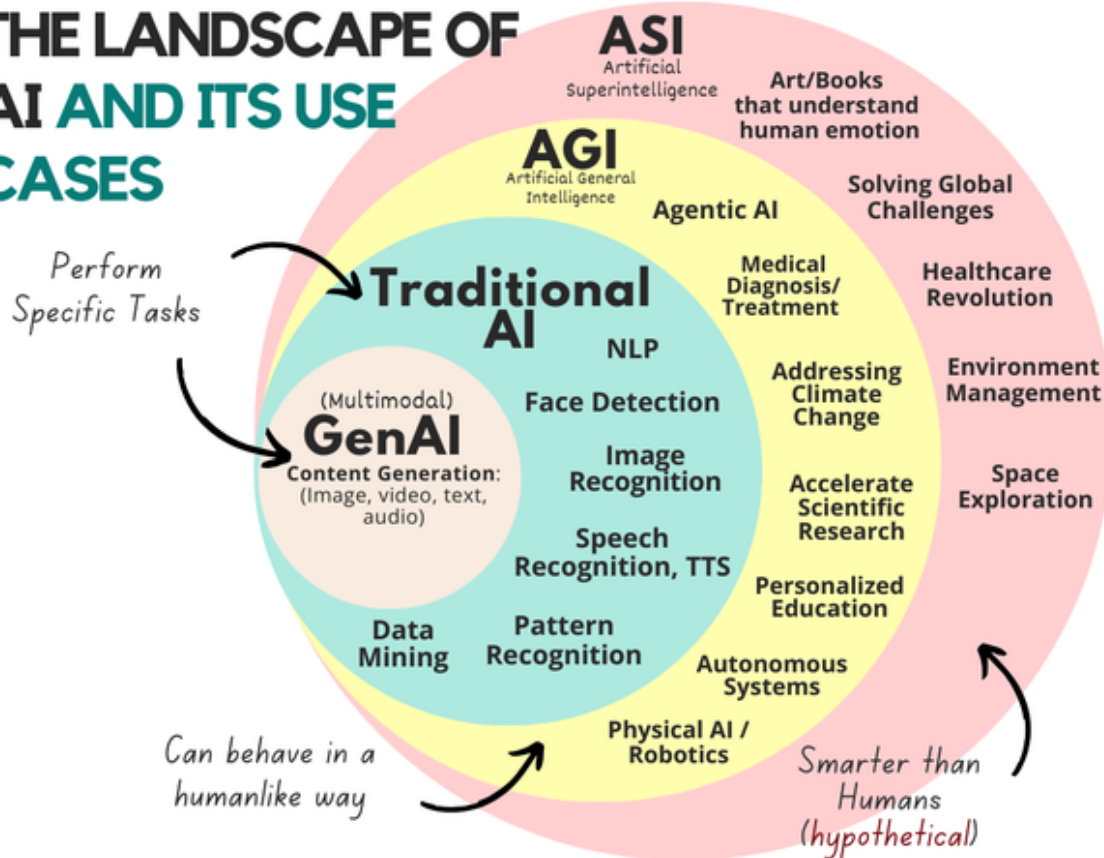 THE LANDSCAPE OF
AI AND ITS USE
CASES
ASI
Artificial
Superintelligence
Art/Books
that understand
human emotion
Solving Global
Challenges
Healthcare
Revolution
Environment
Management
Space
Exploration
AGI
Artificial General
Intelligence
Agentic AI
Medical
Diagnosis/
Treatment
Addressing
Climate
Change
Accelerate
Scientific
Research
Personalized
Education
Autonomous
Systems
Physical AI /
Robotics
Perform
Specific Tasks
Traditional
AI
NLP
Face Detection
Image
Recognition
Speech
Recognition, TTS
Pattern
Recognition
Data
Mining
(Multimodal)
GenAI
Content Generation:
(Image, video, text,
audio)
Can behave in a
humanlike way
Smarter than
Humans
(hypothetical)